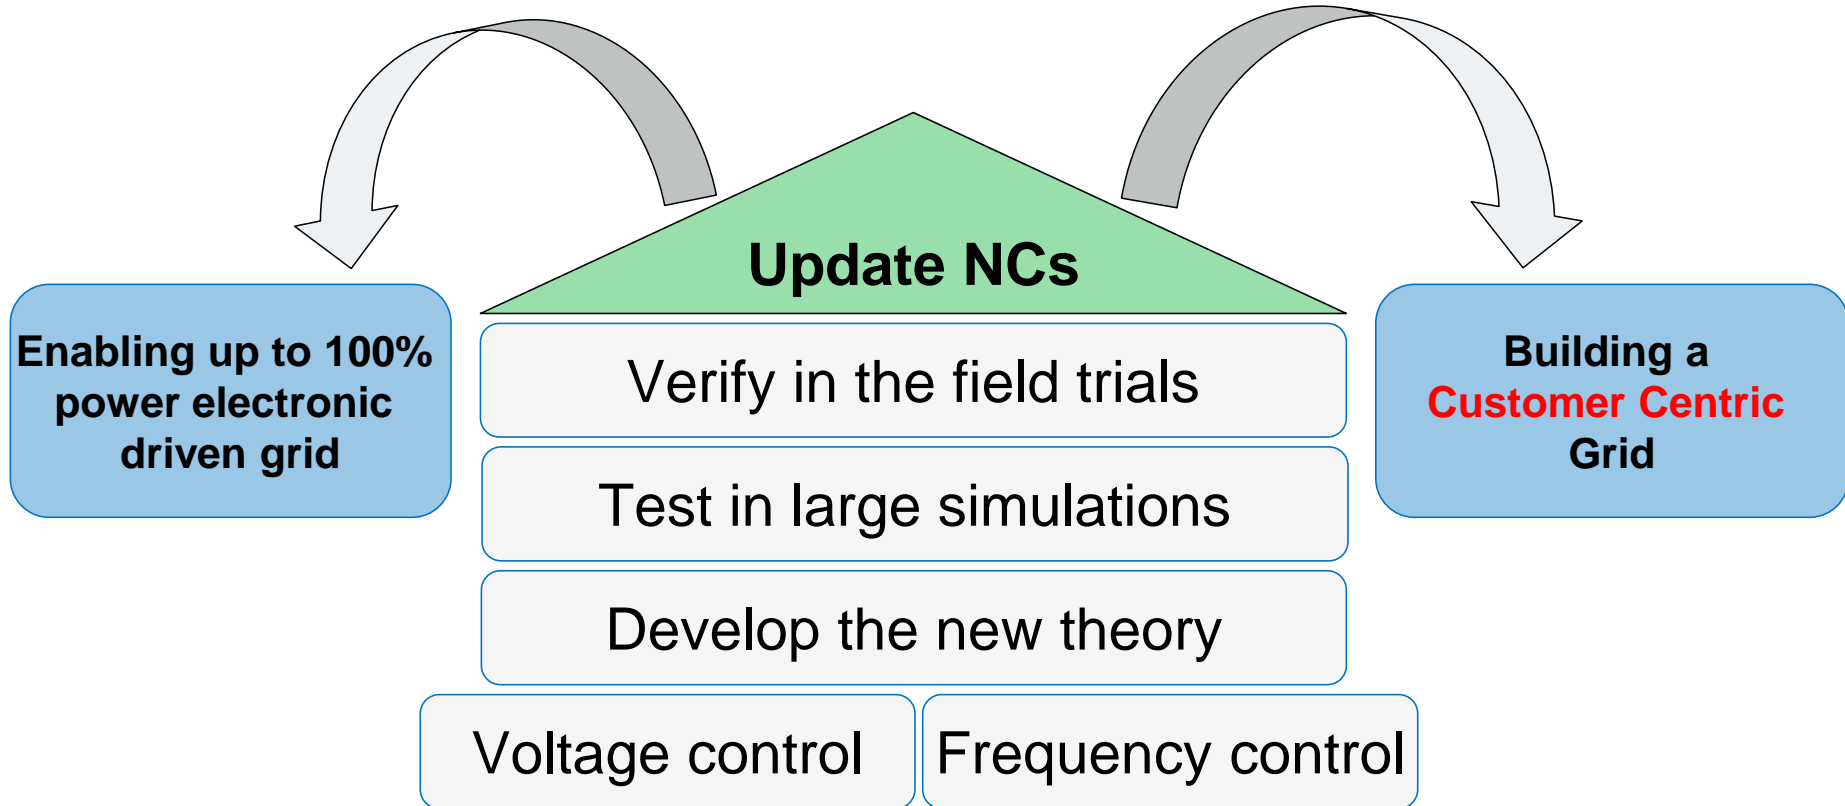 Update NCs
Enabling up to 100%
power electronic
driven grid
Building a
Customer Centric
Grid
Verify in the field trials
Test in large simulations
Develop the new theory
Voltage control
Frequency control